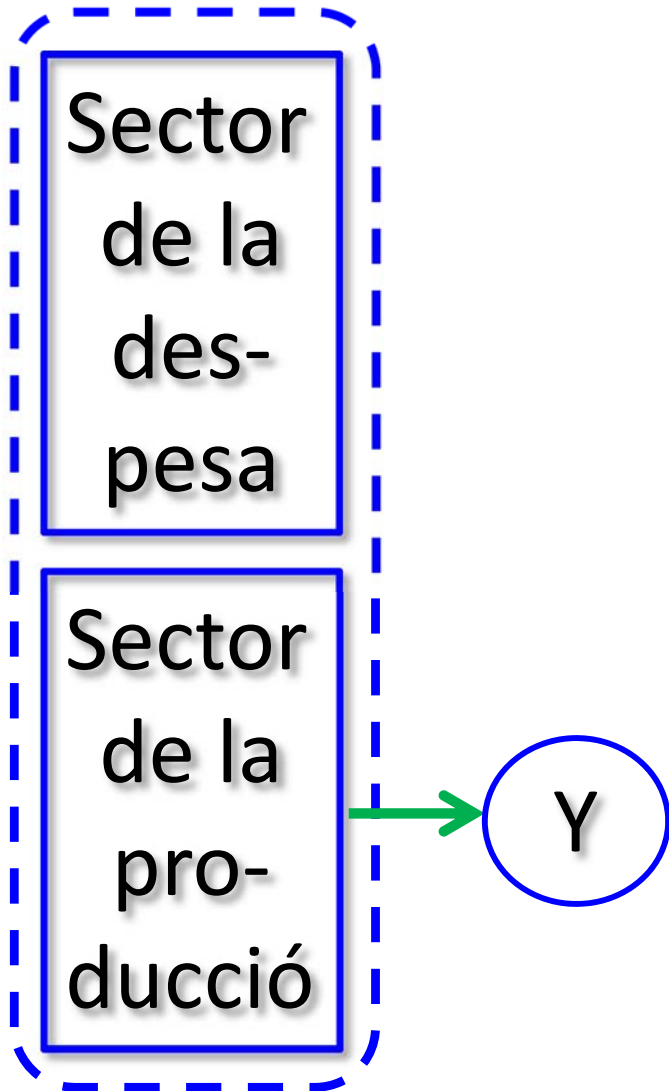 Sector
de la
des-
pesa
Sector
de la
pro-
ducció
Y